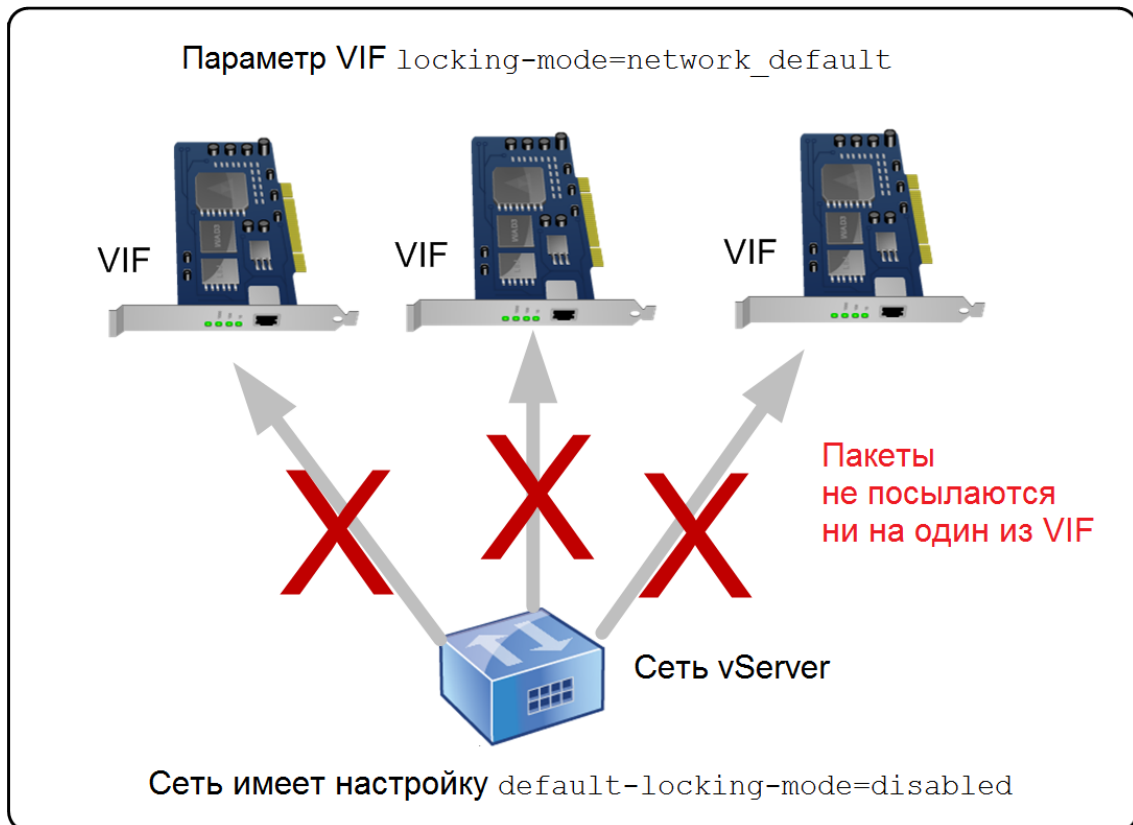 Параметр VIF locking-mode=network_default
VIF
VIF
VIF
Пакеты
не посылаются
ни на один из VIF
Сеть vServer
Сеть имеет настройку default-locking-mode=disabled